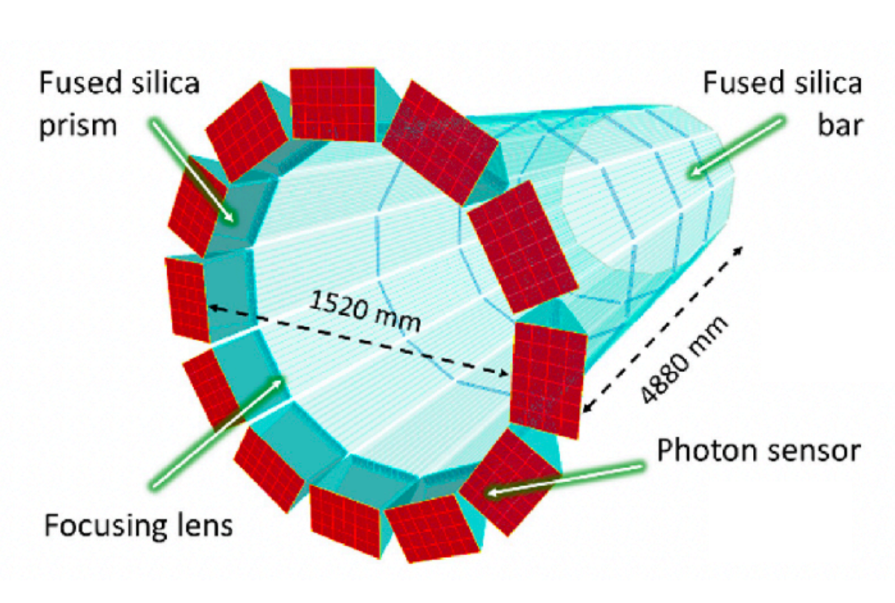 Fused silica
prism
Fused silica
bar
1520 mm
4880 mm
Photon sensor
Focusing lens